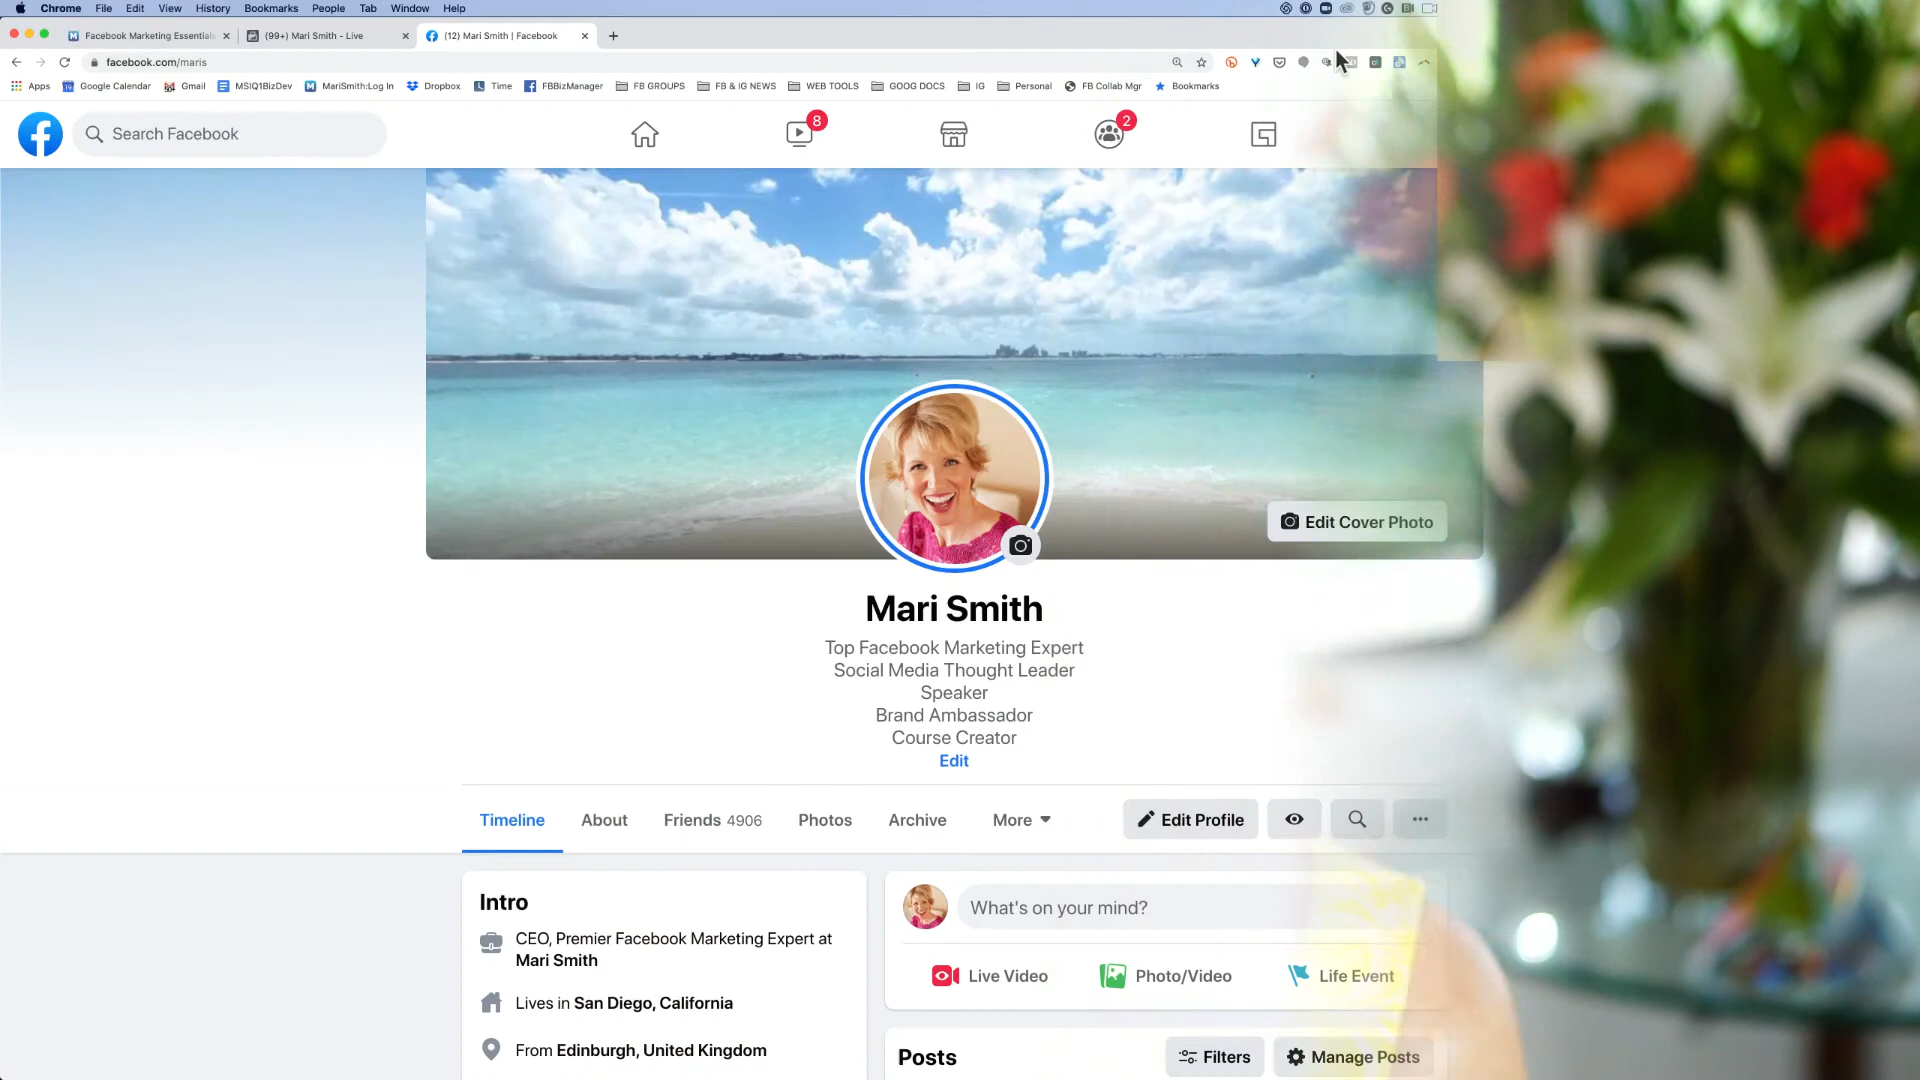 Chrome File Edit View History Bookmarks People Tab Window Help
Facebook Marketing Essentials
(99+) Mari Smith - Live
(12) Mari Smith | Facebook
facebook.com/maris
Apps Google Calendar Gmail MSIQ1BizDev MariSmith:Log In Dropbox Time FBBizManager FB GROUPS FB & IG NEWS WEB TOOLS GOOG DOCS IG Personal FB Collab Mgr Bookmarks
Search Facebook
8
2
Edit Cover Photo
Mari Smith
Top Facebook Marketing Expert
Social Media Thought Leader
Speaker
Brand Ambassador
Course Creator
Edit
Timeline About Friends 4906 Photos Archive More
Edit Profile
Intro
CEO, Premier Facebook Marketing Expert at
Mari Smith
Lives in San Diego, California
From Edinburgh, United Kingdom
What's on your mind?
Live Video Photo/Video Life Event
Posts
Filters
Manage Posts